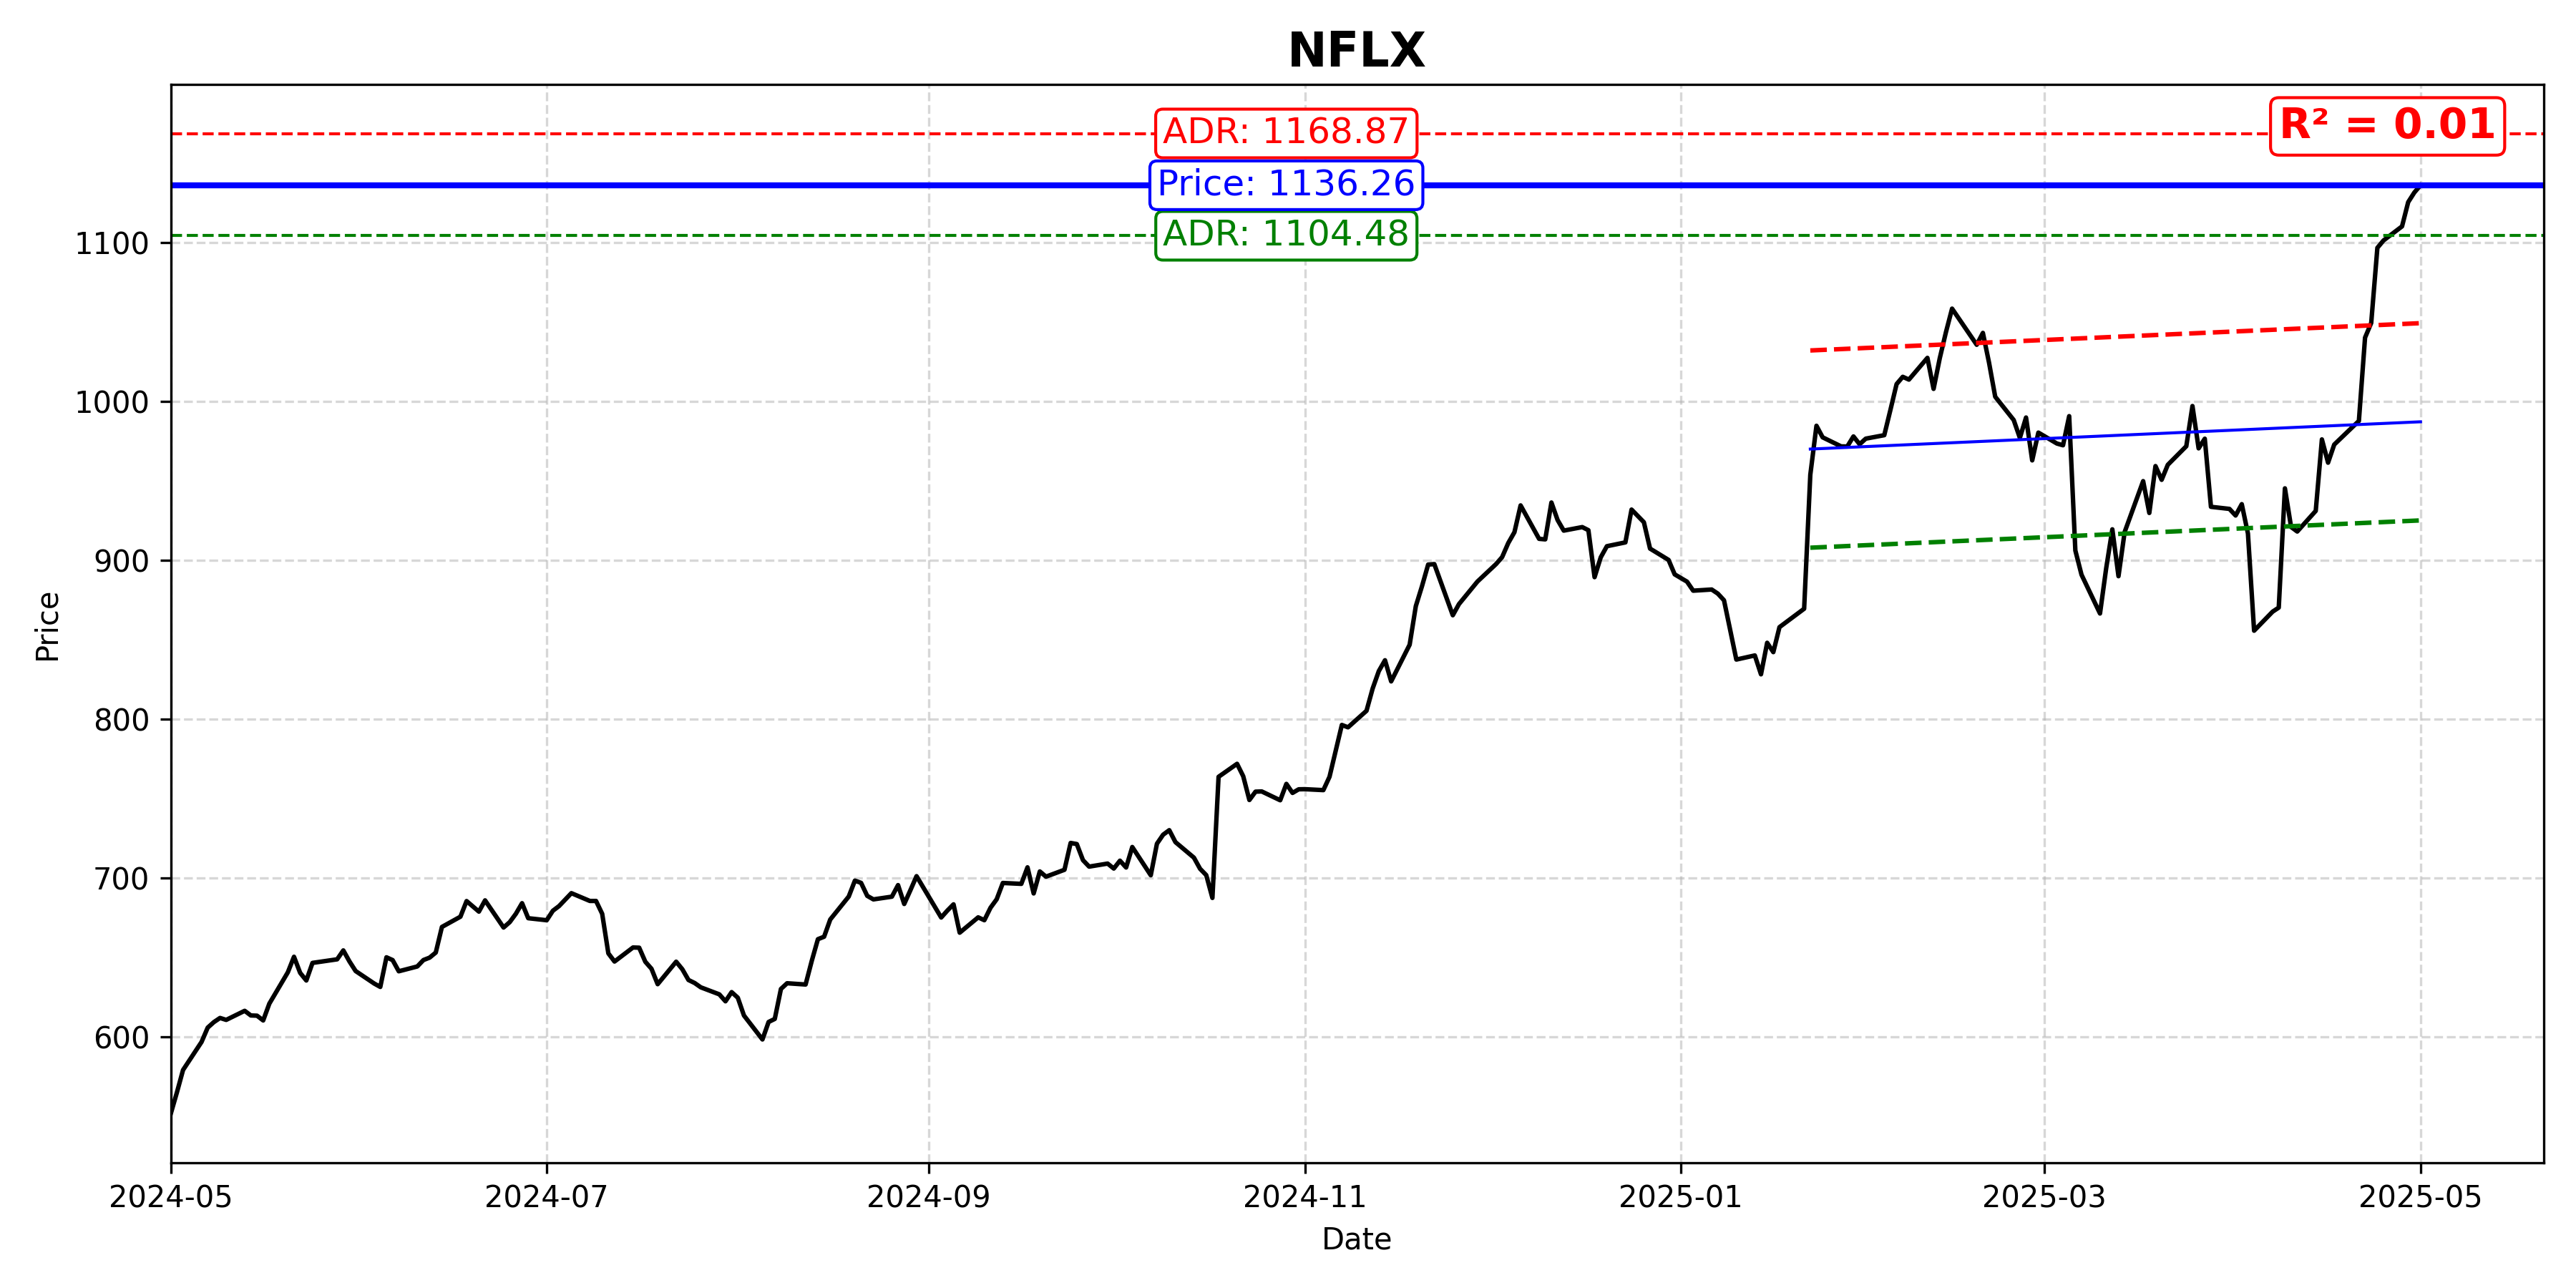 NFLX
ADR: 1168.87
R² = 0.01
Price: 1136.26
ADR: 1104.48
1100
1000
900
800
700
600
Price
2024-05
2024-07
2024-09
2024-11
2025-01
2025-03
2025-05
Date